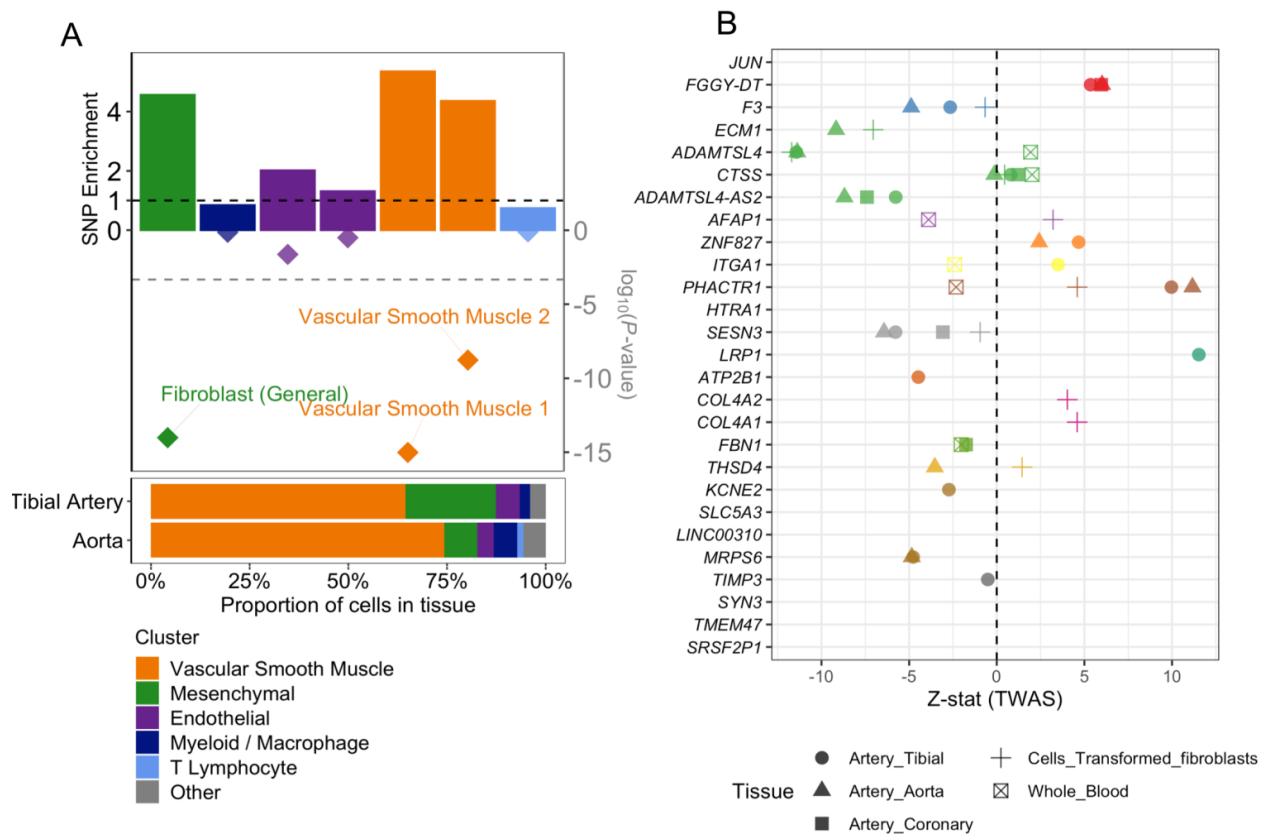 A
SNP Enrichment
4
2
1
0
0
-5
-10
-15
log10(P-value)
Vascular Smooth Muscle 2
Fibroblast (General)
Vascular Smooth Muscle 1
Tibial Artery
Aorta
0%
25%
50%
75%
100%
Proportion of cells in tissue
Cluster
Vascular Smooth Muscle
Mesenchymal
Endothelial
Myeloid / Macrophage
T Lymphocyte
Other
B
JUN
FGGY-DT
F3
ECM1
ADAMTSL4
CTSS
ADAMTSL4-AS2
AFAP1
ZNF827
ITGA1
PHACTR1
HTRA1
SESN3
LRP1
ATP2B1
COL4A2
COL4A1
FBN1
THSD4
KCNE2
SLC5A3
LINC00310
MRPS6
TIMP3
SYN3
TMEM47
SRSF2P1
-10
-5
0
5
10
Z-stat (TWAS)
Tissue
Artery_Tibial
Artery_Aorta
Artery_Coronary
Cells_Transformed_fibroblasts
Whole_Blood